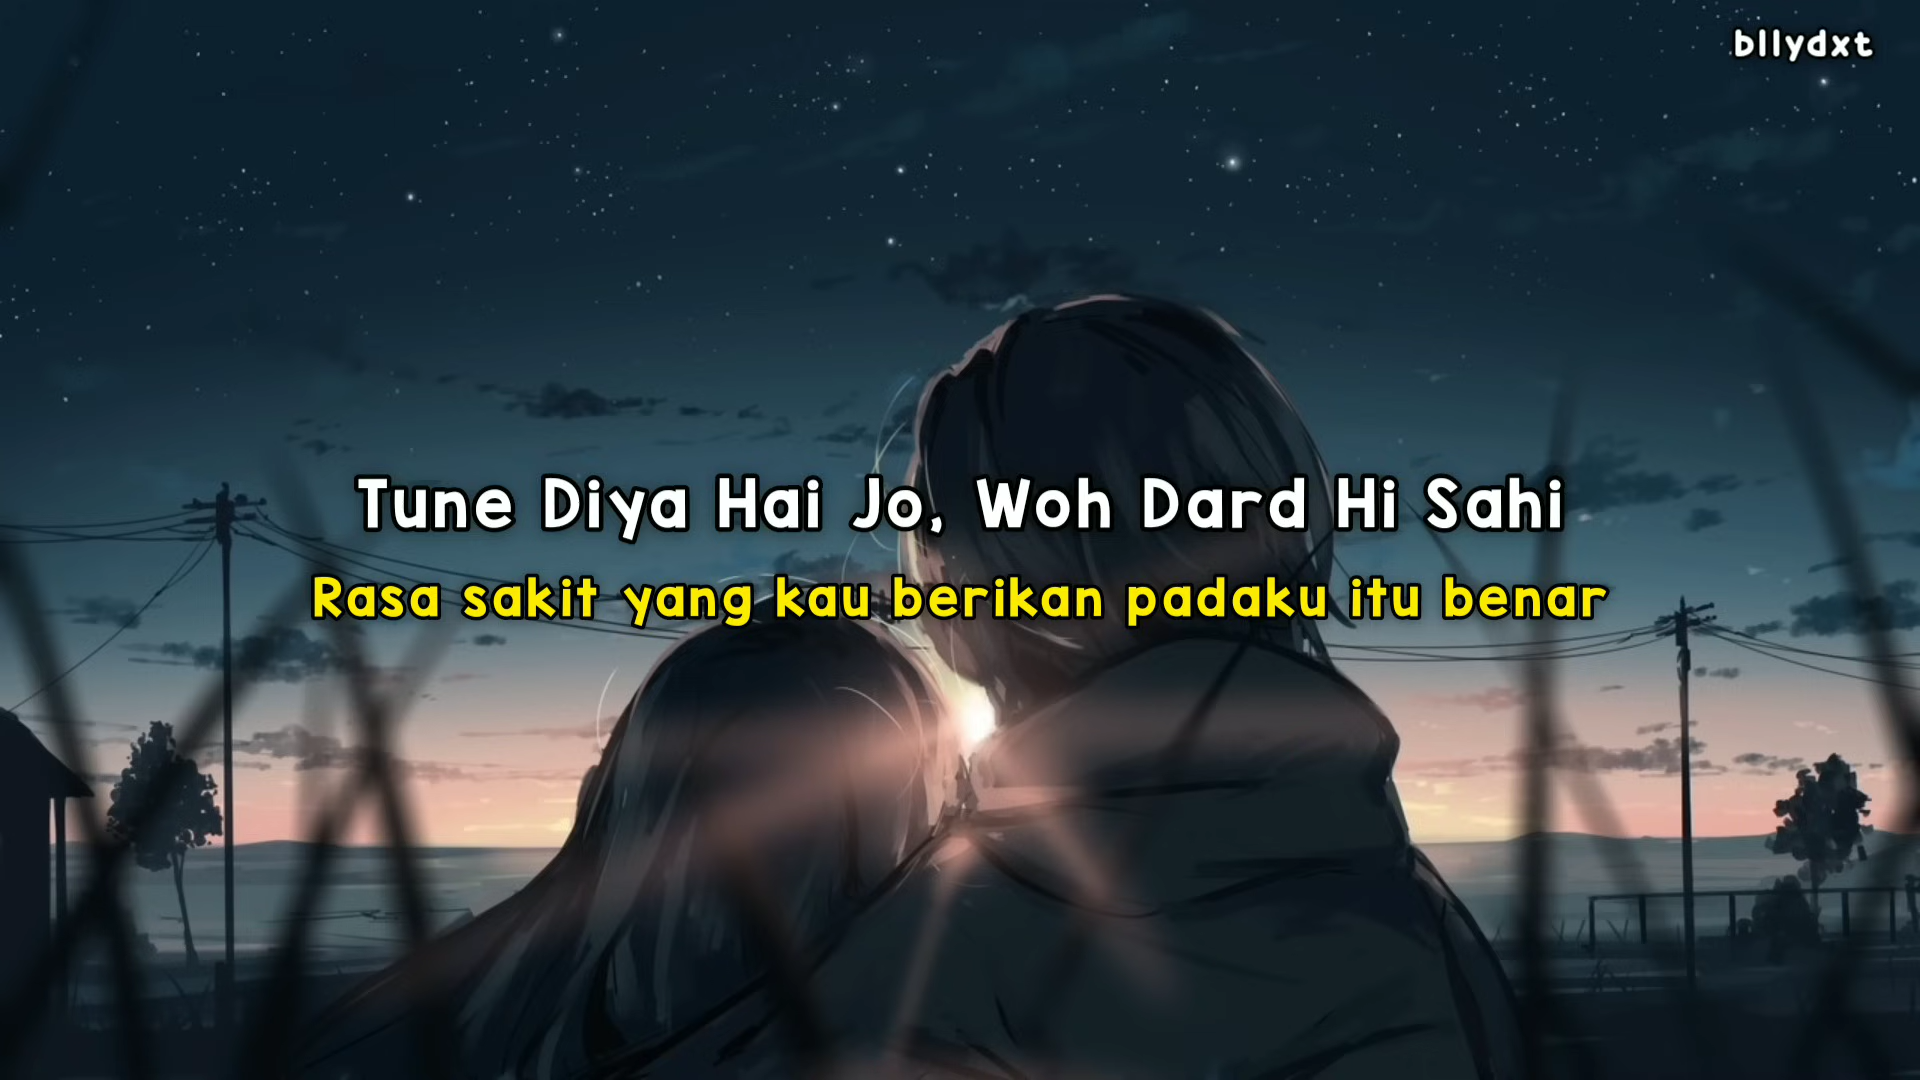 bllydxt
Tune Diya Hai Jo, Woh Dard Hi Sahi
Rasa sakit yang kau berikan padaku itu benar